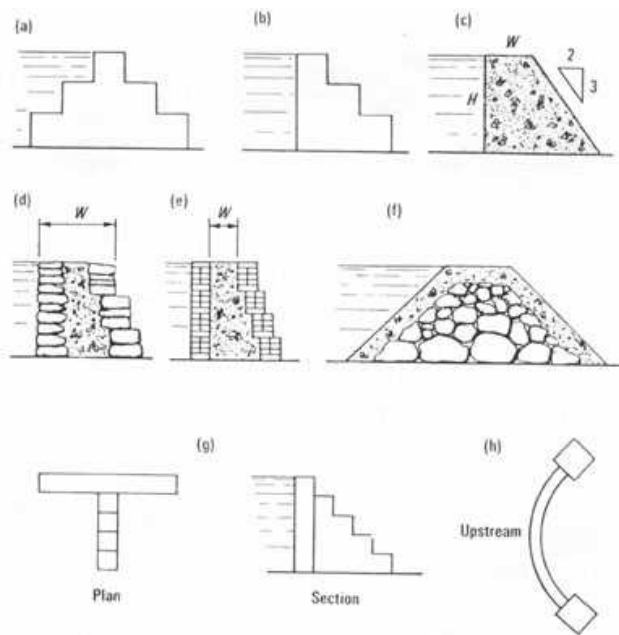 (a)
(b)
(c)
W
2
3
H
(d)
W
(e)
W
(f)
(g)
(h)
Upstream
Plan
Section